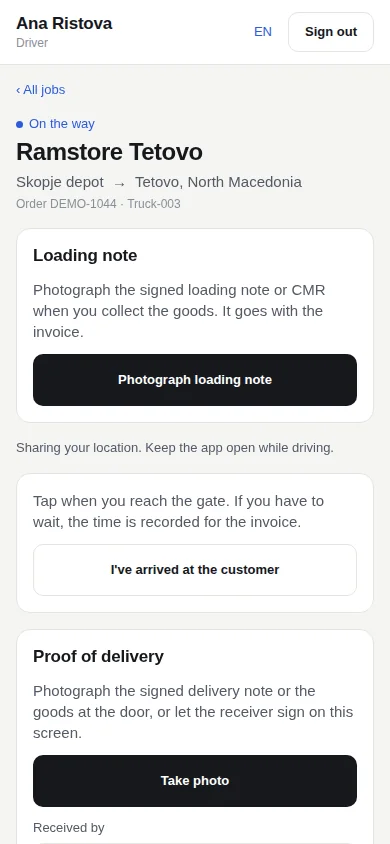 Ana Ristova
Driver
EN
Sign out
‹ All jobs
On the way
Ramstore Tetovo
Skopje depot → Tetovo, North Macedonia
Order DEMO-1044 · Truck-003
Loading note
Photograph the signed loading note or CMR
when you collect the goods. It goes with the
invoice.
Photograph loading note
Sharing your location. Keep the app open while driving.
Tap when you reach the gate. If you have to
wait, the time is recorded for the invoice.
I've arrived at the customer
Proof of delivery
Photograph the signed delivery note or the
goods at the door, or let the receiver sign on this
screen.
Take photo
Received by